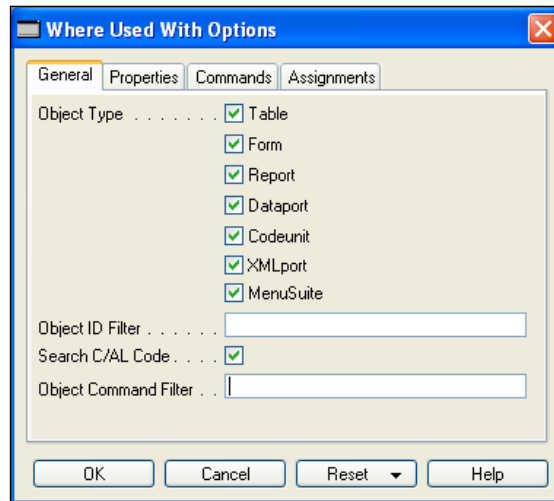 Where Used With Options
General Properties Commands Assignments
Object Type . . . . . . . Table
Form
Report
Dataport
Codeunit
XMLport
MenuSuite
Object ID Filter . . . . . .
Search C/AL Code . . . .
Object Command Filter . .
OK Cancel Reset Help